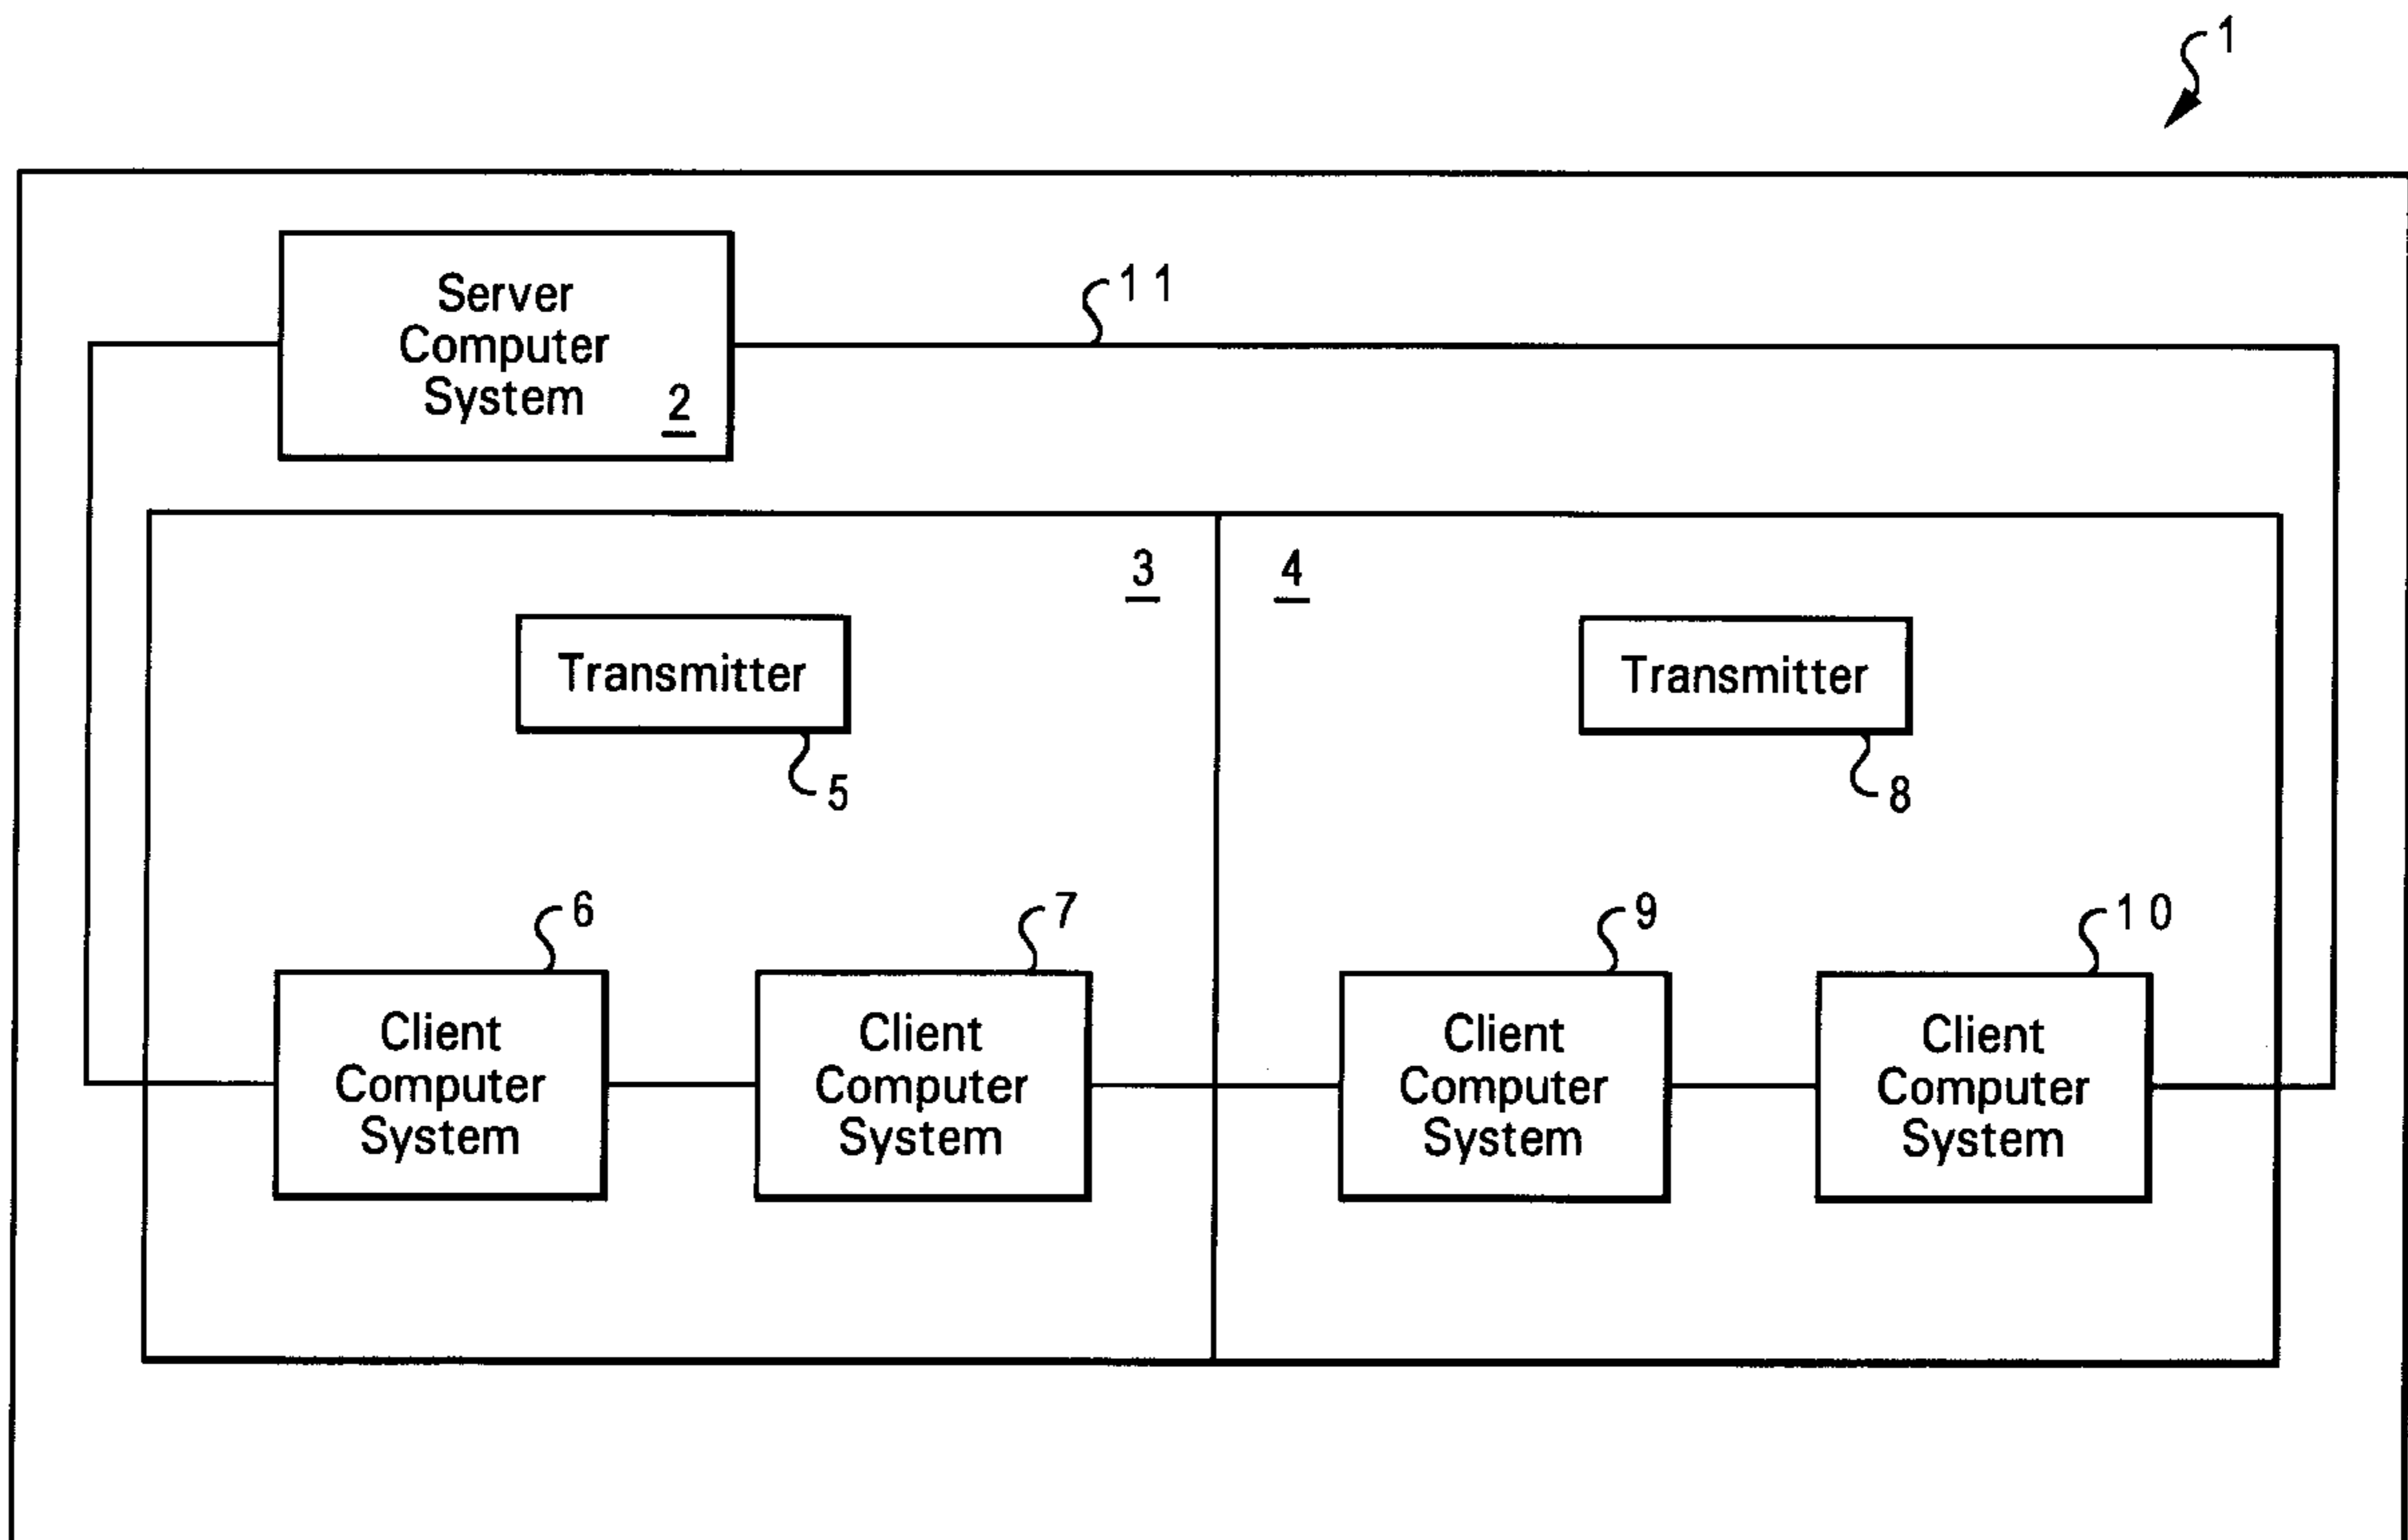 1
Server
Computer
System
2
11
3
4
Transmitter
5
Transmitter
8
6
7
9
10
Client
Computer
System
Client
Computer
System
Client
Computer
System
Client
Computer
System